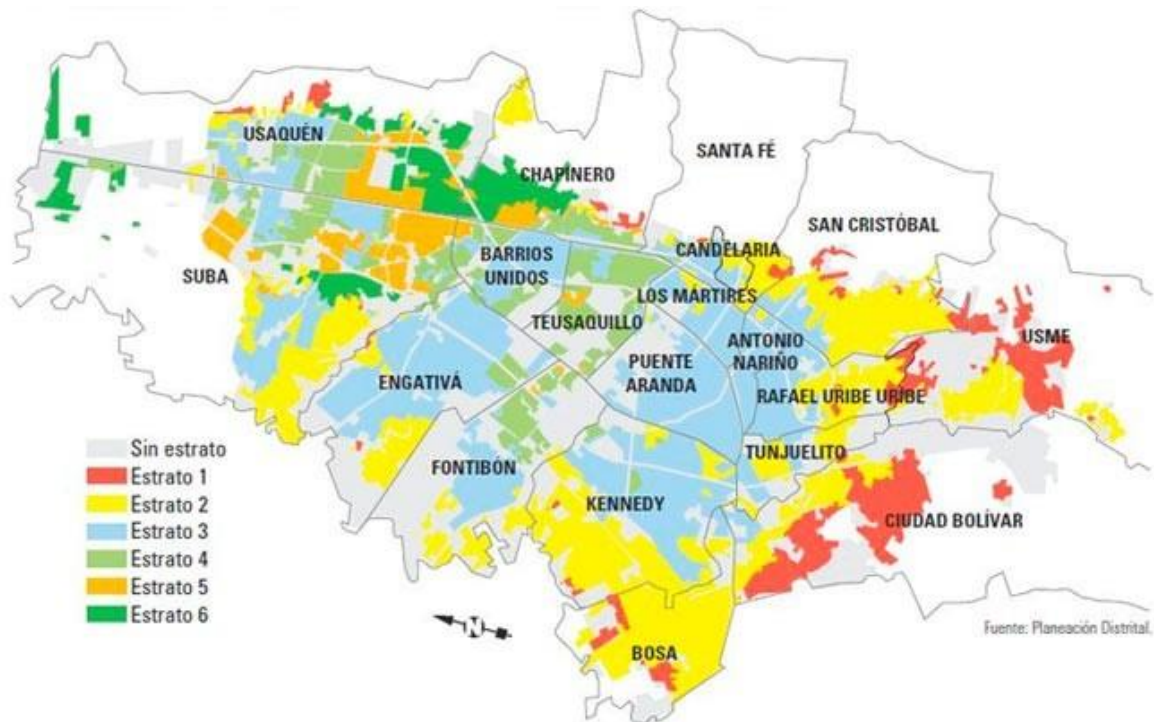 USAQUÉN
CHAPINERO
SANTA FÉ
SAN CRISTÓBAL
SUBA
BARRIOS
UNIDOS
CANDELARIA
LOS MÁRTIRES
TEUSAQUILLO
ANTONIO
NARIÑO
USME
PUENTE
ARANDA
ENGATIVÁ
RAFAEL URIBE URIBE
TUNJUELITO
FONTIBÓN
KENNEDY
CIUDAD BOLÍVAR
BOSA
Sin estrato
Estrato 1
Estrato 2
Estrato 3
Estrato 4
Estrato 5
Estrato 6
N
Fuente: Planeación Distrital.